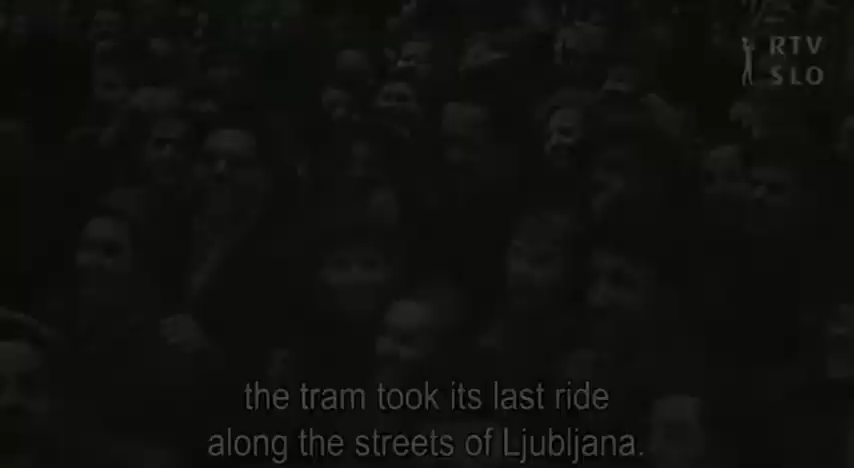 RTV
SLO
the tram took its last ride
along the streets of Ljubljana.